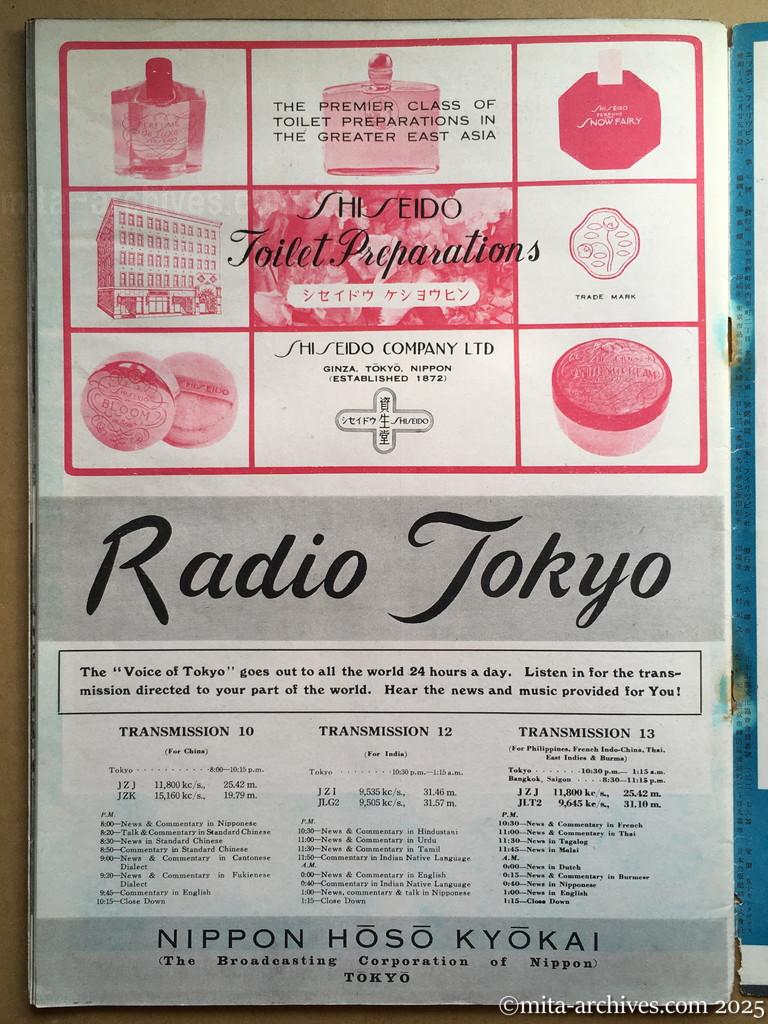 THE PREMIER CLASS OF
TOILET PREPARATIONS IN
THE GREATER EAST ASIA
PERFUME
DE LUXE
SHISEIDO
SHISEIDO
PERFUME
SNOW FAIRY
SHISEIDO
Toilet Preparations
シセイドウ ケシヨウヒン
TRADE MARK
SHISEIDO
BLOOM
SHISEIDO COMPANY LTD
GINZA, TŌKYŌ, NIPPON
(ESTABLISHED 1872)
資生堂
シセイドウ SHISEIDO
Radio Tokyo
The "Voice of Tokyo" goes out to all the world 24 hours a day. Listen in for the trans-
mission directed to your part of the world. Hear the news and music provided for You!
TRANSMISSION 10
(For China)
Tokyo · · · · · · · · · · 8:00—10:15 p.m.
JZJ 11,800 kc/s., 25.42 m.
JZK 15,160 kc/s., 19.79 m.
P.M.
8:00—News & Commentary in Nipponese
8:20—Talk & Commentary in Standard Chinese
8:30—News in Standard Chinese
8:50—Commentary in Standard Chinese
9:00—News & Commentary in Cantonese
Dialect
9:20—News & Commentary in Fukienese
Dialect
9:45—Commentary in English
10:15—Close Down
TRANSMISSION 12
(For India)
Tokyo · · · · · · · · 10:30 p.m.—1:15 a.m.
JZI 9,535 kc/s., 31.46 m.
JLG2 9,505 kc/s., 31.57 m.
P.M.
10:30—News & Commentary in Hindustani
11:00—News & Commentary in Urdu
11:30—News & Commentary in Tamil
11:50—Commentary in Indian Native Language
A.M.
0:00—News & Commentary in English
0:40—Commentary in Indian Native Language
1:00—News, commentary & talk in Nipponese
1:15—Close Down
TRANSMISSION 13
(For Philippines, French Indo-China, Thai,
East Indies & Burma)
Tokyo · · · · · · · 10:30 p.m.— 1:15 a.m.
Bangkok, Saigon · · · · · 8:30—11:15 p.m.
JZJ 11,800 kc/s., 25.42 m.
JLT2 9,645 kc/s., 31.10 m.
P.M.
10:30—News & Commentary in French
11:00—News & Commentary in Thai
11:30—News in Tagalog
11:45—News in Malai
A.M.
0:00—News in Dutch
0:15—News & Commentary in Burmese
0:40—News in Nipponese
1:00—News in English
1:15—Close Down
NIPPON HŌSŌ KYŌKAI
(The Broadcasting Corporation of Nippon)
TOKYŌ
mita-archives.com
©mita-archives.com 2025